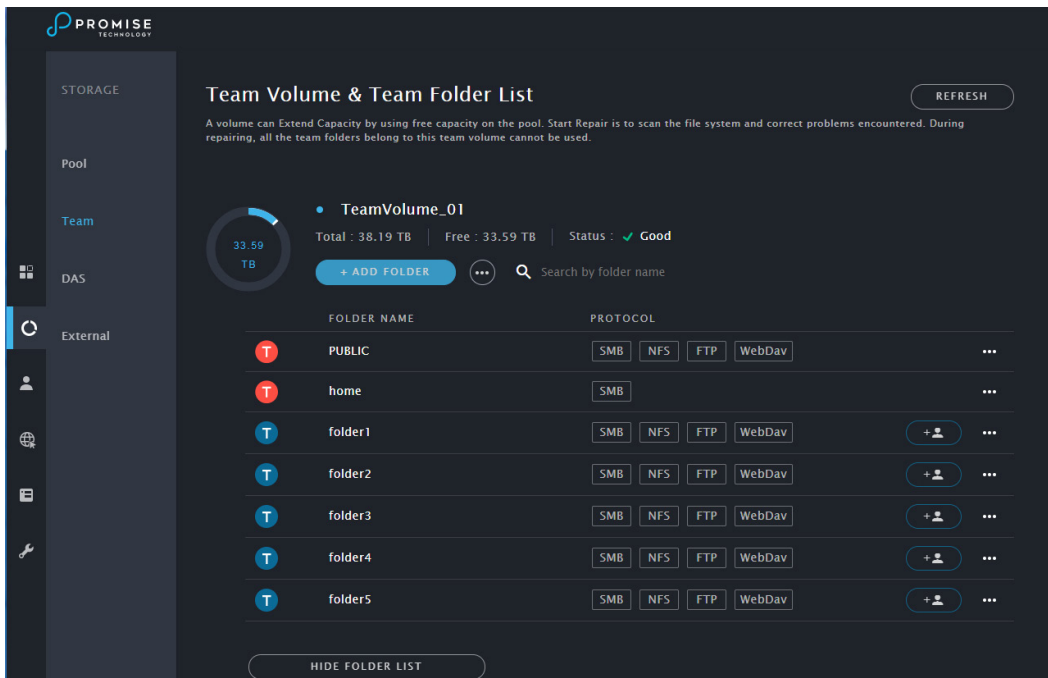 PROMISE
TECHNOLOGY
STORAGE
Pool
Team
DAS
External
Team Volume & Team Folder List
REFRESH
A volume can Extend Capacity by using free capacity on the pool. Start Repair is to scan the file system and correct problems encountered. During
repairing, all the team folders belong to this team volume cannot be used.
33.59
TB
TeamVolume_01
Total : 38.19 TB Free : 33.59 TB Status : Good
+ ADD FOLDER Search by folder name
FOLDER NAME PROTOCOL
T PUBLIC SMB NFS FTP WebDav
T home SMB
T folder1 SMB NFS FTP WebDav +
T folder2 SMB NFS FTP WebDav +
T folder3 SMB NFS FTP WebDav +
T folder4 SMB NFS FTP WebDav +
T folder5 SMB NFS FTP WebDav +
HIDE FOLDER LIST